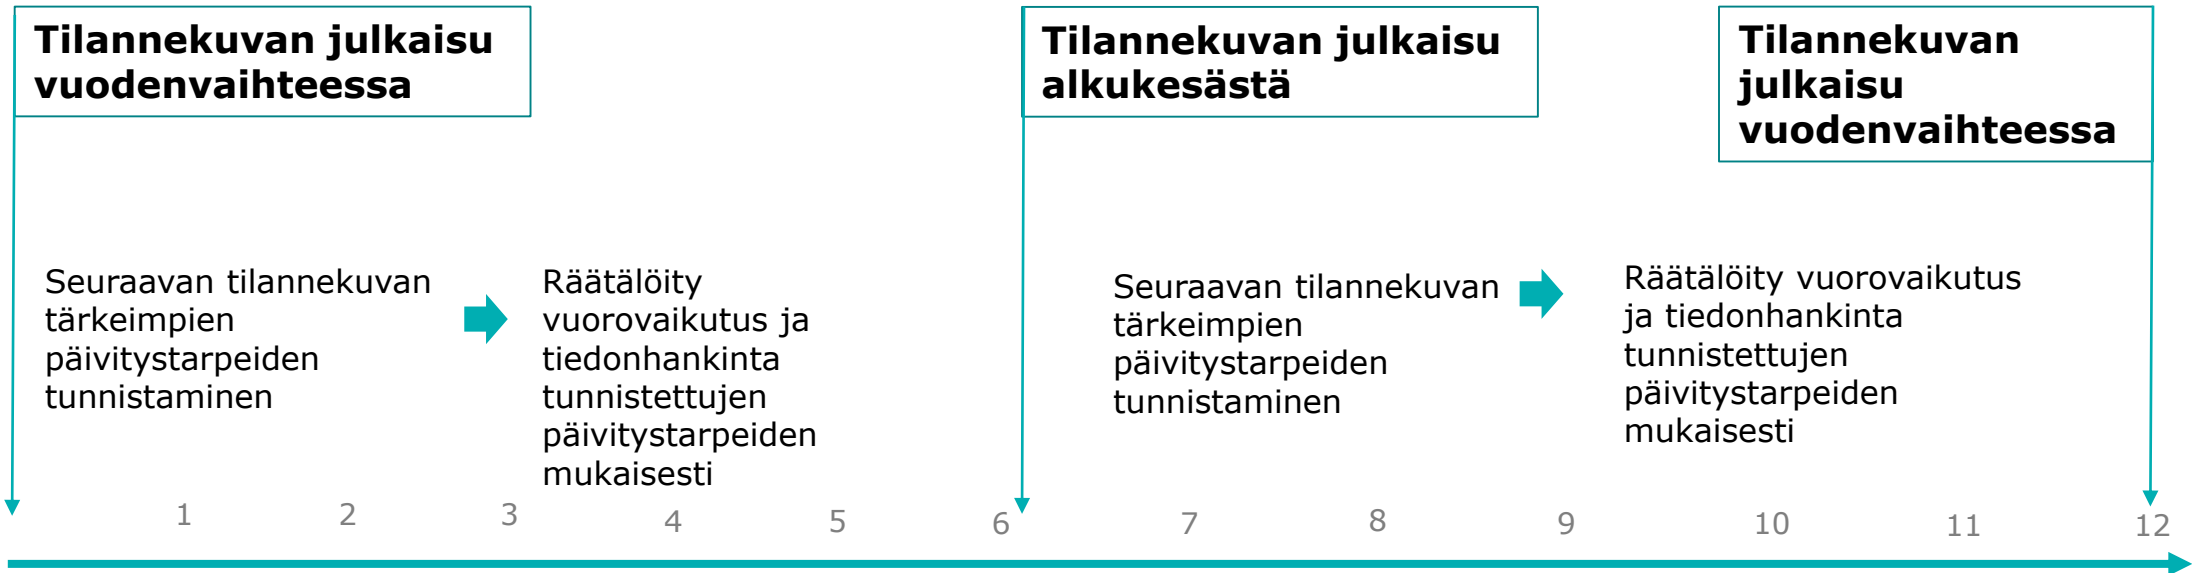 Tilannekuvan julkaisu
vuodenvaihteessa
Tilannekuvan julkaisu
alkukesästä
Tilannekuvan
julkaisu
vuodenvaihteessa
Seuraavan tilannekuvan
tärkeimpien
päivitystarpeiden
tunnistaminen
Räätälöity
vuorovaikutus ja
tiedonhankinta
tunnistettujen
päivitystarpeiden
mukaisesti
Seuraavan tilannekuvan
tärkeimpien
päivitystarpeiden
tunnistaminen
Räätälöity vuorovaikutus
ja tiedonhankinta
tunnistettujen
päivitystarpeiden
mukaisesti
1 2 3 4 5 6 7 8 9 10 11 12